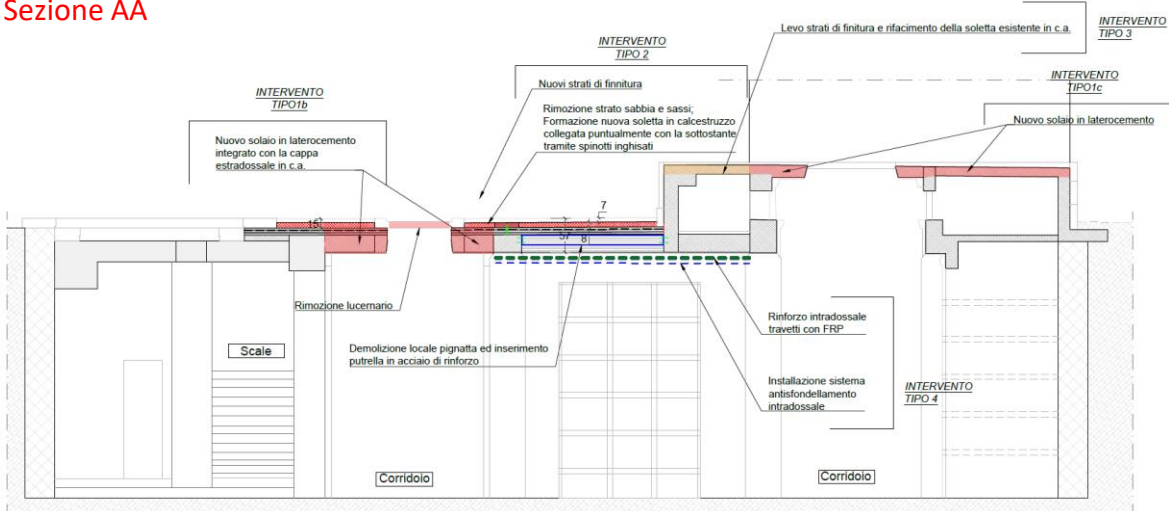 Sezione AA
Levo strati di finitura e rifacimento della soletta esistente in c.a.
INTERVENTO
TIPO 3
INTERVENTO
TIPO 2
INTERVENTO
TIPO1c
Nuovi strati di finnitura
INTERVENTO
TIPO1b
Rimozione strato sabbia e sassi;
Formazione nuova soletta in calcestruzzo
collegata puntualmente con la sottostante
tramite spinotti inghisati
Nuovo solaio in laterocemento
Nuovo solaio in laterocemento
integrato con la cappa
estradossale in c.a.
7
15
8
Rimozione lucernario
Rinforzo intradossale
travetti con FRP
Scale
Demolizione locale pignatta ed inserimento
putrella in acciaio di rinforzo
Installazione sistema
antisfondellamento
intradossale
INTERVENTO
TIPO 4
Corridoio
Corridoio